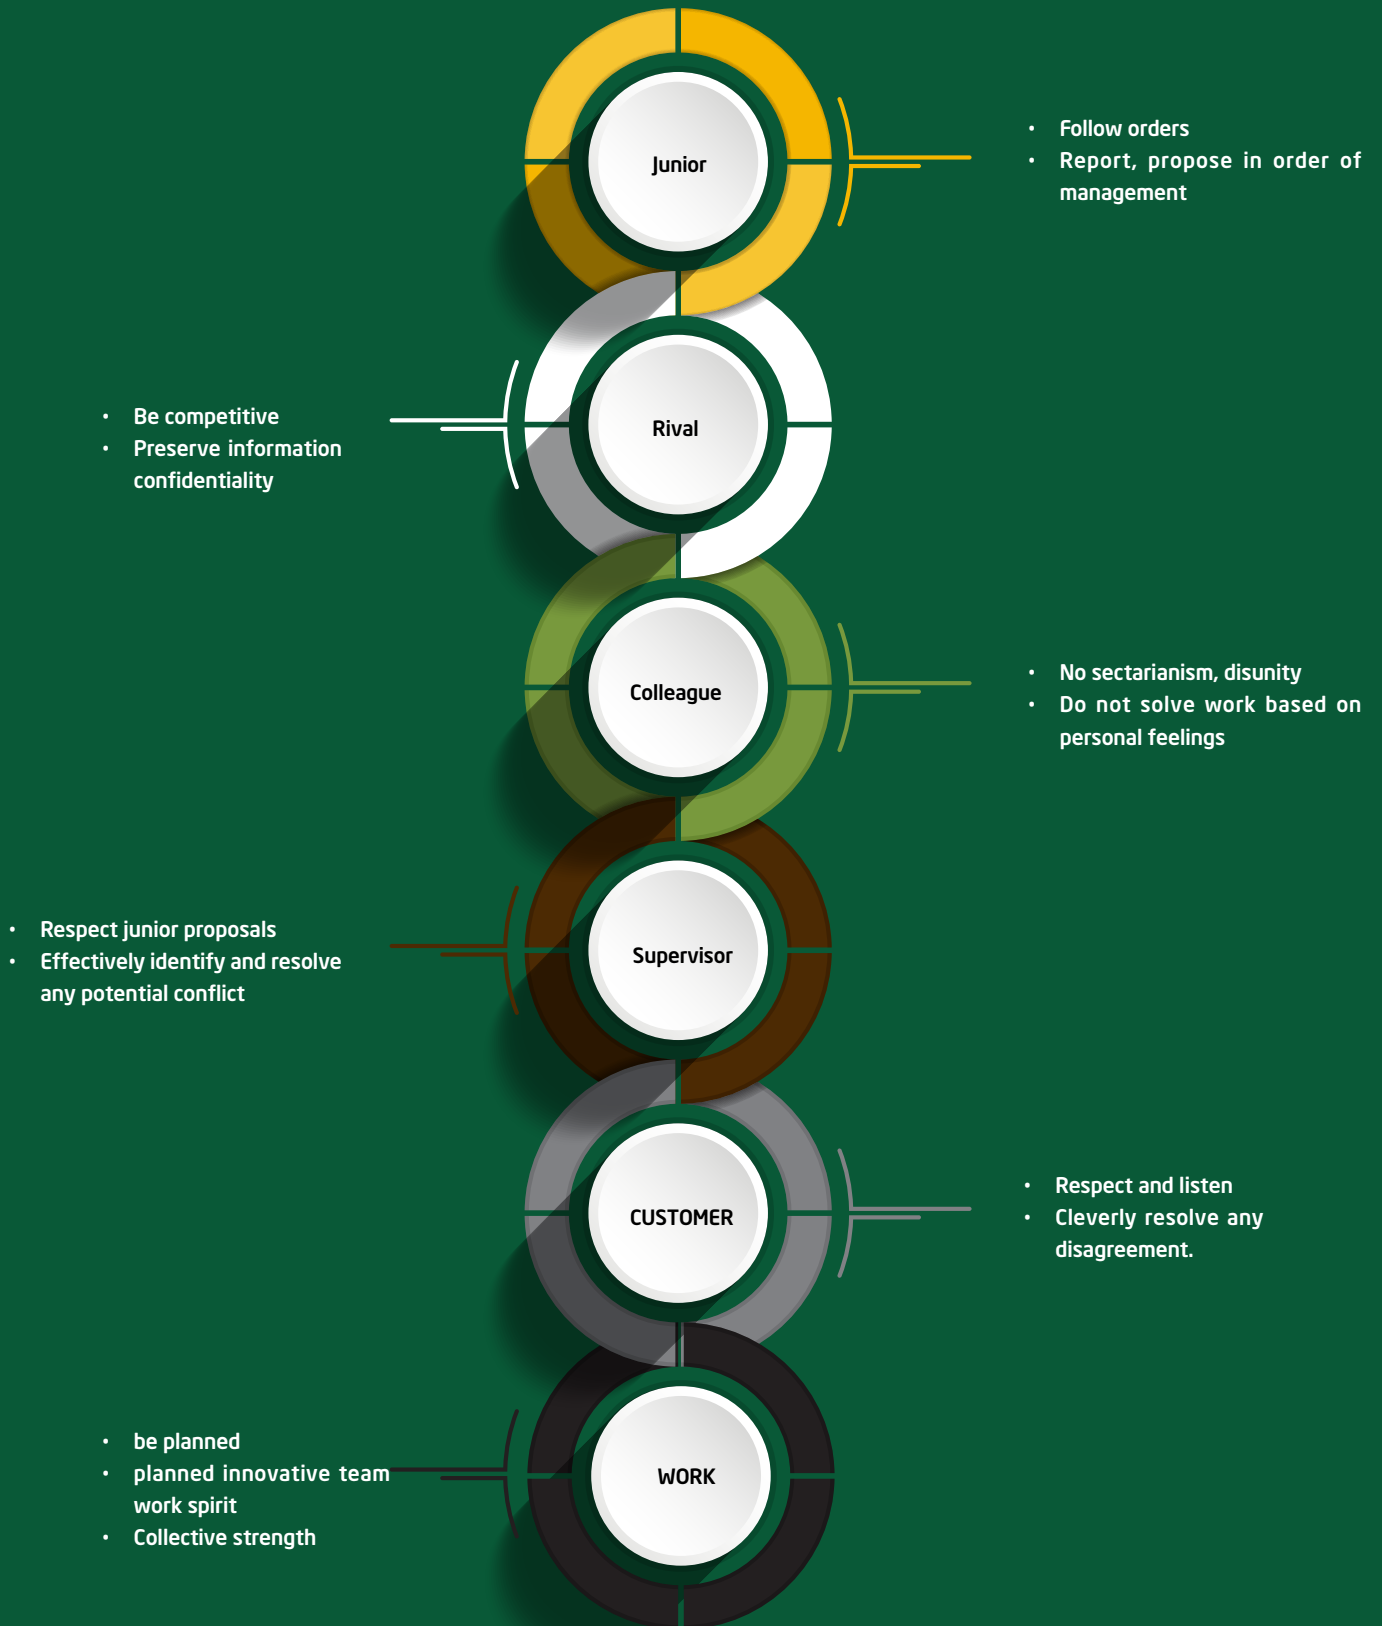 Junior
• Follow orders
• Report, propose in order of
management
Rival
• Be competitive
• Preserve information
confidentiality
Colleague
• No sectarianism, disunity
• Do not solve work based on
personal feelings
Supervisor
• Respect junior proposals
• Effectively identify and resolve
any potential conflict
CUSTOMER
• Respect and listen
• Cleverly resolve any
disagreement.
WORK
• be planned
• planned innovative team
work spirit
• Collective strength